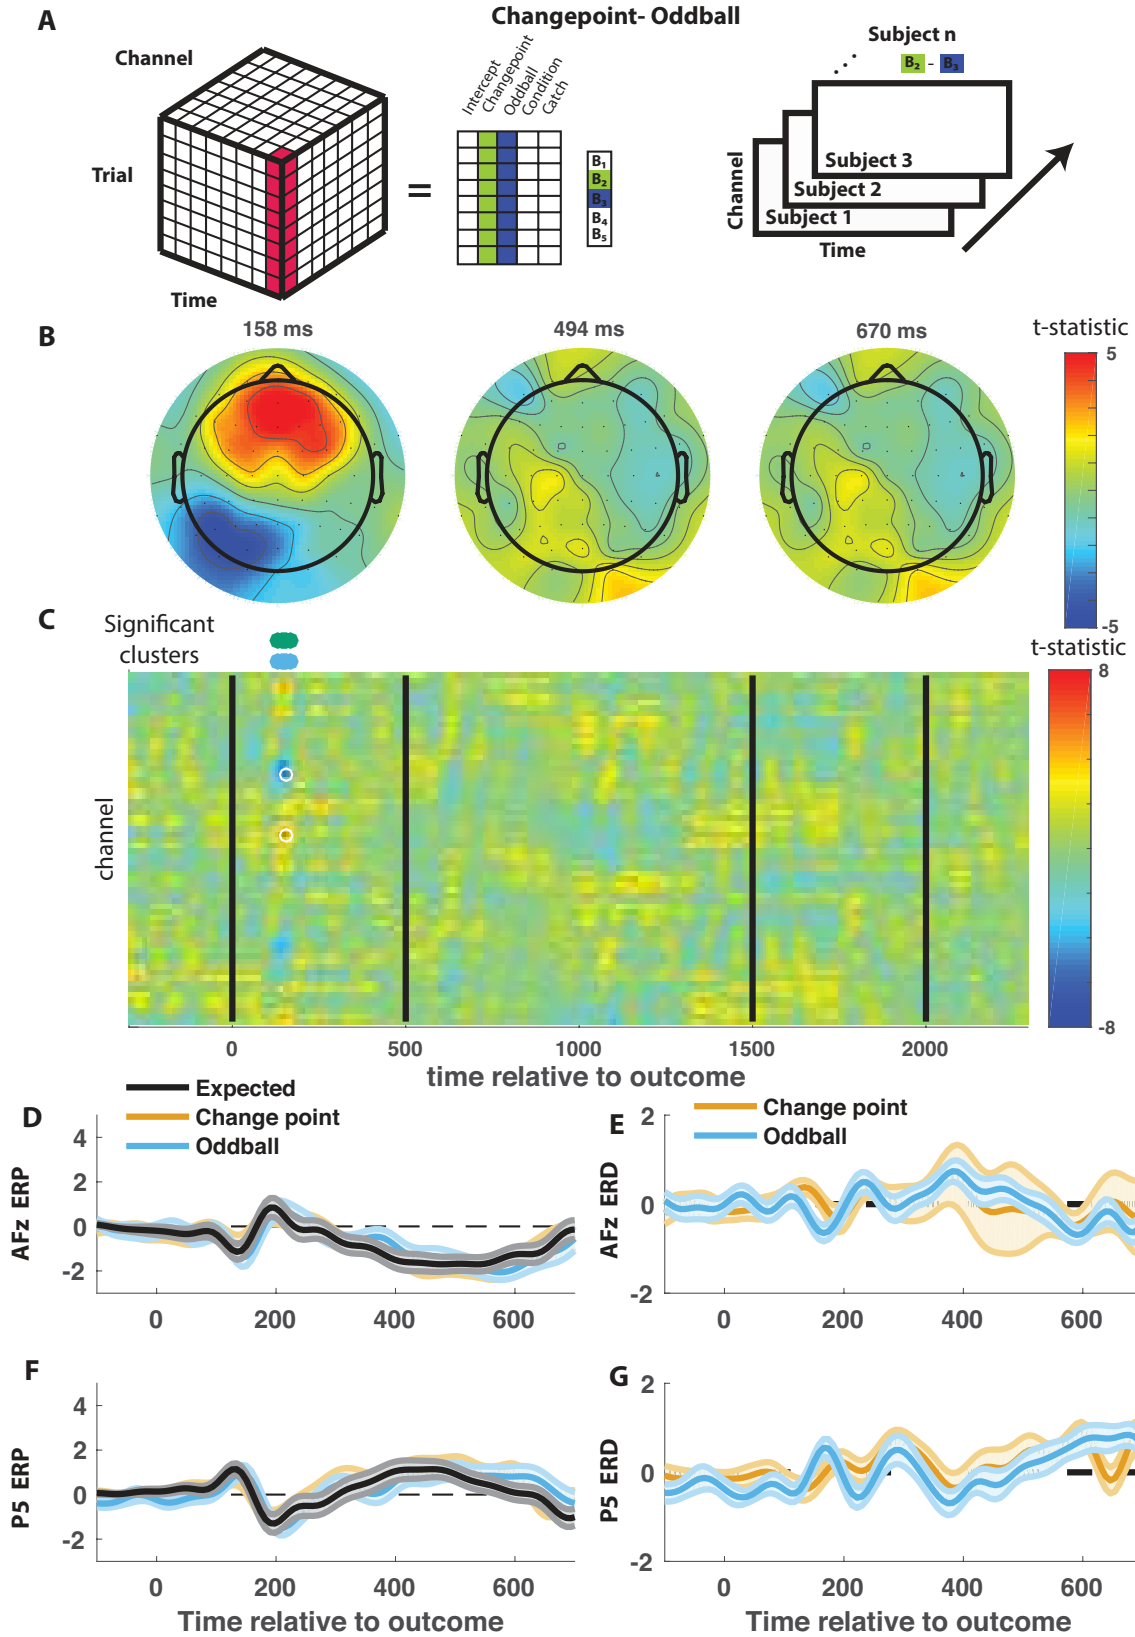 A
Changepoint- Oddball
Channel
Trial
Time
=
Intercept
Changepoint
Oddball
Condition
Catch
B1
B2
B3
B4
B5
Subject n
B2 - B3
Subject 3
Subject 2
Subject 1
Channel
Time
B
158 ms
494 ms
670 ms
t-statistic
5
-5
C
Significant
clusters
t-statistic
8
-8
channel
0 500 1000 1500 2000
time relative to outcome
Expected
Change point
Oddball
D
AFz ERP
4
2
0
-2
0 200 400 600
Change point
Oddball
E
AFz ERD
2
0
-2
0 200 400 600
F
P5 ERP
4
2
0
-2
0 200 400 600
Time relative to outcome
G
P5 ERD
2
0
-2
0 200 400 600
Time relative to outcome